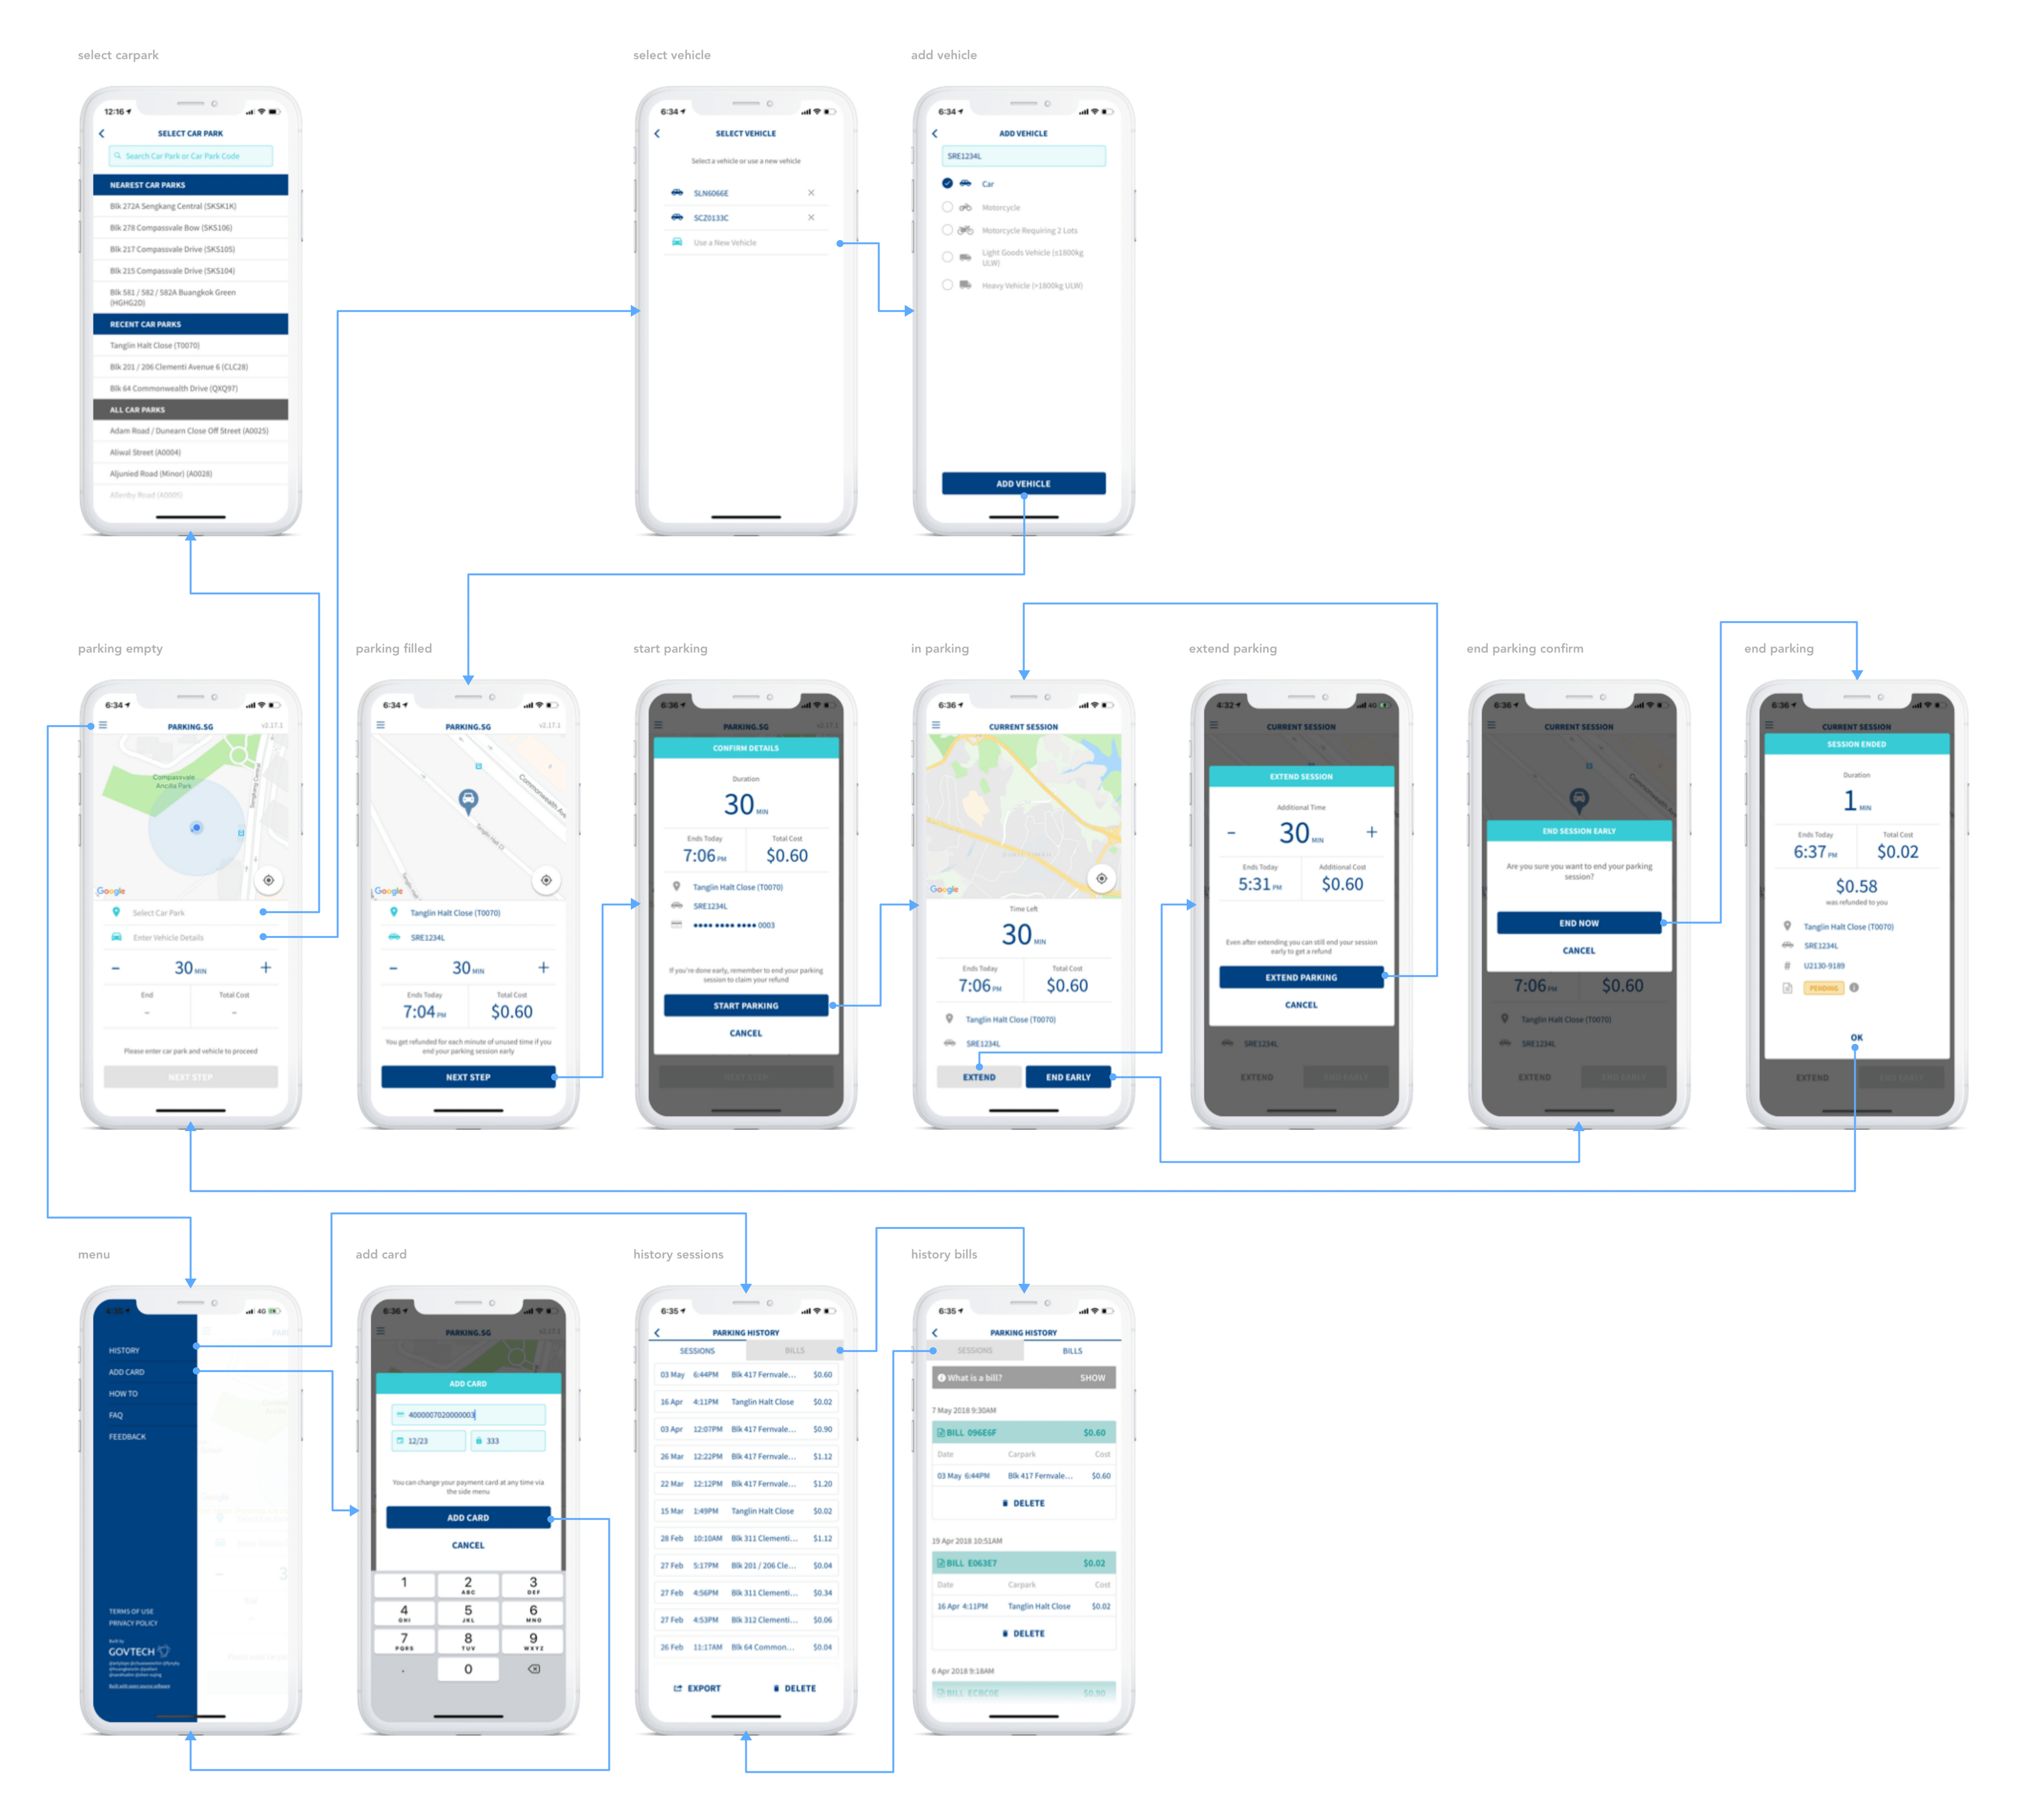 select carpark
12:16
SELECT CAR PARK
Search Car Park or Car Park Code
NEAREST CAR PARKS
Blk 272A Sengkang Central (SKSK1K)
Blk 278 Compassvale Bow (SKS106)
Blk 217 Compassvale Drive (SKS105)
Blk 215 Compassvale Drive (SKS104)
Blk 581 / 582 / 582A Buangkok Green
(HGHG2D)
RECENT CAR PARKS
Tanglin Halt Close (T0070)
Blk 201 / 206 Clementi Avenue 6 (CLC28)
Blk 64 Commonwealth Drive (QXQ97)
ALL CAR PARKS
Adam Road / Dunearn Close Off Street (A0025)
Aliwal Street (A0004)
Aljunied Road (Minor) (A0028)
Allenby Road (A0005)
select vehicle
6:34
SELECT VEHICLE
Select a vehicle or use a new vehicle
SLN6066E
SCZ0133C
Use a New Vehicle
add vehicle
6:34
ADD VEHICLE
SRE1234L
Car
Motorcycle
Motorcycle Requiring 2 Lots
Light Goods Vehicle (≤1800kg
ULW)
Heavy Vehicle (>1800kg ULW)
ADD VEHICLE
parking empty
6:34
PARKING.SG v2.17.1
Compassvale
Ancilla Park
Sengkang Central
Google
Select Car Park
Enter Vehicle Details
- 30 MIN +
End Total Cost
- -
Please enter car park and vehicle to proceed
NEXT STEP
parking filled
6:34
PARKING.SG v2.17.1
Commonwealth Ave
Tanglin Halt Cl
Tanglin Halt
Google
Tanglin Halt Close (T0070)
SRE1234L
- 30 MIN +
Ends Today Total Cost
7:04 PM $0.60
You get refunded for each minute of unused time if you
end your parking session early
NEXT STEP
start parking
6:36
PARKING.SG v2.17.1
CONFIRM DETAILS
Duration
30 MIN
Ends Today Total Cost
7:06 PM $0.60
Tanglin Halt Close (T0070)
SRE1234L
•••• •••• •••• 0003
If you're done early, remember to end your parking
session to claim your refund
START PARKING
CANCEL
NEXT STEP
in parking
6:36
CURRENT SESSION
Google
Time Left
30 MIN
Ends Today Total Cost
7:06 PM $0.60
Tanglin Halt Close (T0070)
SRE1234L
EXTEND END EARLY
extend parking
4:32 4G
CURRENT SESSION
EXTEND SESSION
Additional Time
- 30 MIN +
Ends Today Additional Cost
5:31 PM $0.60
Even after extending you can still end your session
early to get a refund
EXTEND PARKING
CANCEL
SRE1234L
EXTEND END EARLY
end parking confirm
6:36
CURRENT SESSION
END SESSION EARLY
Are you sure you want to end your parking
session?
END NOW
CANCEL
7:06 PM $0.60
Tanglin Halt Close (T0070)
SRE1234L
EXTEND END EARLY
end parking
6:36
CURRENT SESSION
SESSION ENDED
Duration
1 MIN
Ends Today Total Cost
6:37 PM $0.02
$0.58
was refunded to you
Tanglin Halt Close (T0070)
SRE1234L
# U2130-9189
PENDING
OK
EXTEND END EARLY
menu
4:35 4G
HISTORY
ADD CARD
HOW TO
FAQ
FEEDBACK
TERMS OF USE
PRIVACY POLICY
Built by
GOVTECH
Built with open source software
add card
6:36
PARKING.SG v2.17.1
ADD CARD
4000007020000003
12/23 333
You can change your payment card at any time via
the side menu
ADD CARD
CANCEL
1 2 3
ABC DEF
4 5 6
GHI JKL MNO
7 8 9
PQRS TUV WXYZ
. 0
history sessions
6:35
PARKING HISTORY
SESSIONS BILLS
03 May 6:44PM Blk 417 Fernvale... $0.60
16 Apr 4:11PM Tanglin Halt Close $0.02
03 Apr 12:07PM Blk 417 Fernvale... $0.90
26 Mar 12:22PM Blk 417 Fernvale... $1.12
22 Mar 12:12PM Blk 417 Fernvale... $1.20
15 Mar 1:49PM Tanglin Halt Close $0.02
28 Feb 10:10AM Blk 311 Clementi... $1.12
27 Feb 5:17PM Blk 201 / 206 Cle... $0.04
27 Feb 4:56PM Blk 311 Clementi... $0.34
27 Feb 4:53PM Blk 312 Clementi... $0.06
26 Feb 11:17AM Blk 64 Common... $0.04
EXPORT DELETE
history bills
6:35
PARKING HISTORY
SESSIONS BILLS
What is a bill? SHOW
7 May 2018 9:30AM
BILL 096E6F $0.60
Date Carpark Cost
03 May 6:44PM Blk 417 Fernvale... $0.60
DELETE
19 Apr 2018 10:51AM
BILL E063E7 $0.02
Date Carpark Cost
16 Apr 4:11PM Tanglin Halt Close $0.02
DELETE
6 Apr 2018 9:18AM
BILL ECBC0E $0.90